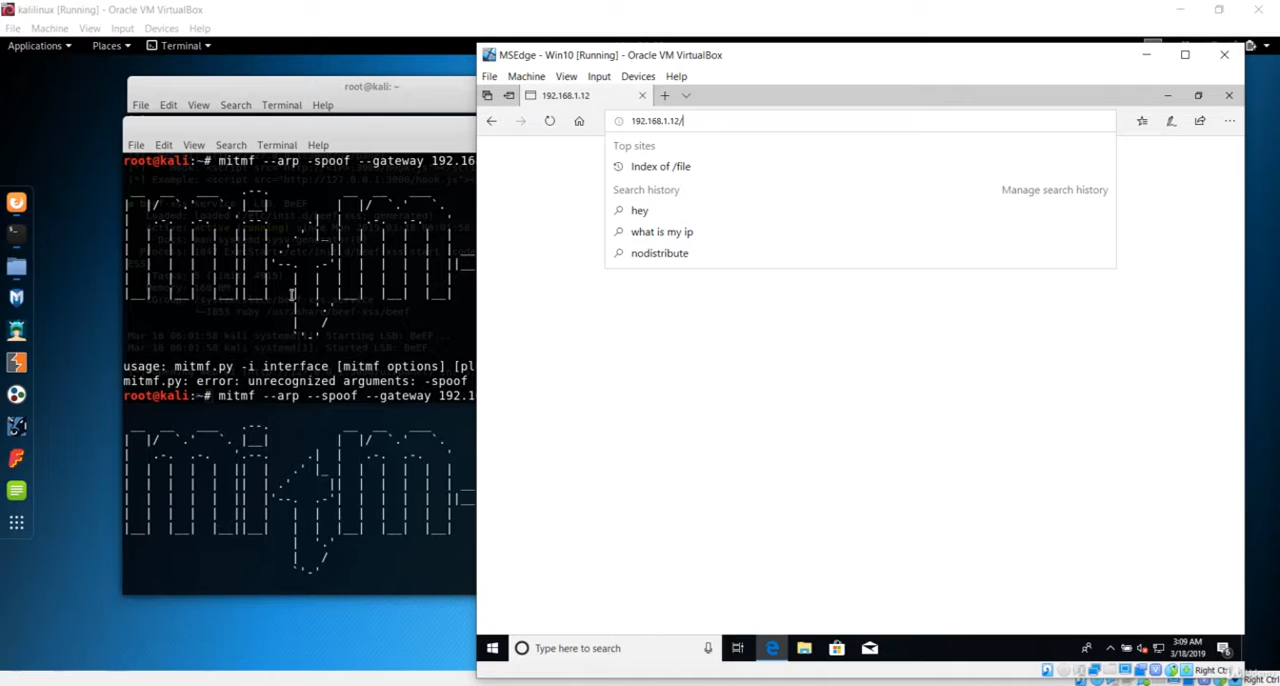 kalilinux [Running] - Oracle VM VirtualBox
File Machine View Input Devices Help
Applications Places Terminal
root@kali: ~
File Edit View Search Terminal Help
File Edit View Search Terminal Help
root@kali:~# mitmf --arp -spoof --gateway 192.16
usage: mitmf.py -i interface [mitmf options] [pl
mitmf.py: error: unrecognized arguments: -spoof
root@kali:~# mitmf --arp --spoof --gateway 192.1
MSEdge - Win10 [Running] - Oracle VM VirtualBox
File Machine View Input Devices Help
192.168.1.12
192.168.1.12/
Top sites
Index of /file
Search history Manage search history
hey
what is my ip
nodistribute
Type here to search
3:09 AM
3/18/2019
Right Ctrl
Right Ctrl